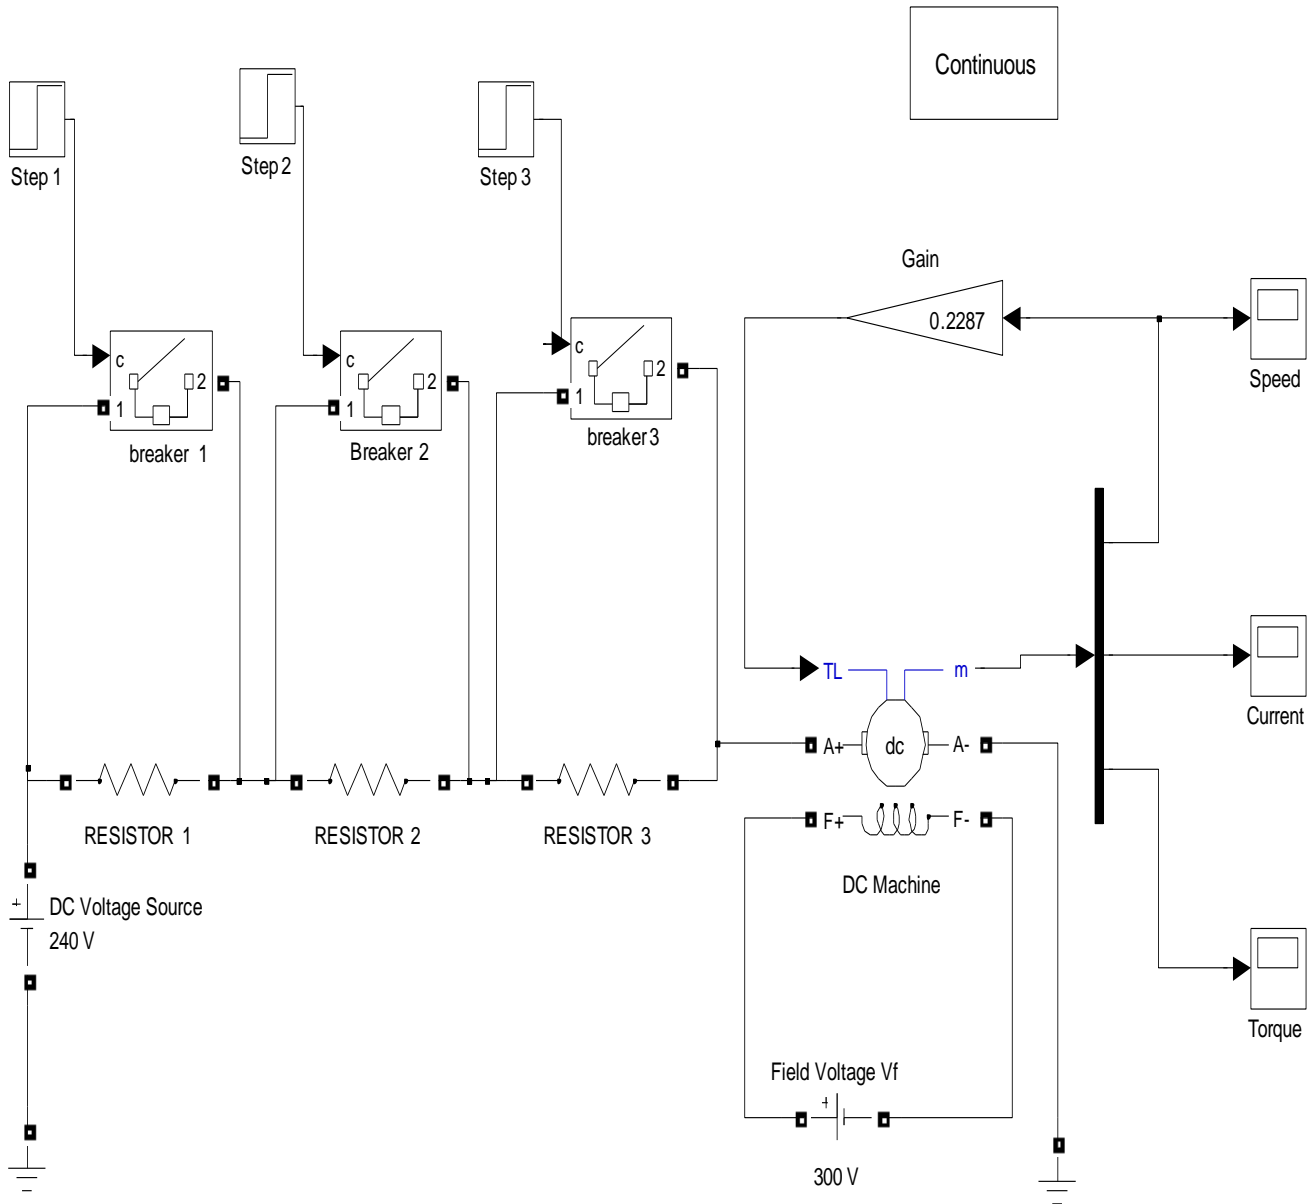 Continuous
Step 1
Step 2
Step 3
Gain
0.2287
c
2
1
breaker 1
c
2
1
Breaker 2
c
2
1
breaker 3
Speed
TL
m
Current
A+
dc
A-
F+
F-
DC Machine
RESISTOR 1
RESISTOR 2
RESISTOR 3
+
DC Voltage Source
240 V
Torque
Field Voltage Vf
+
300 V